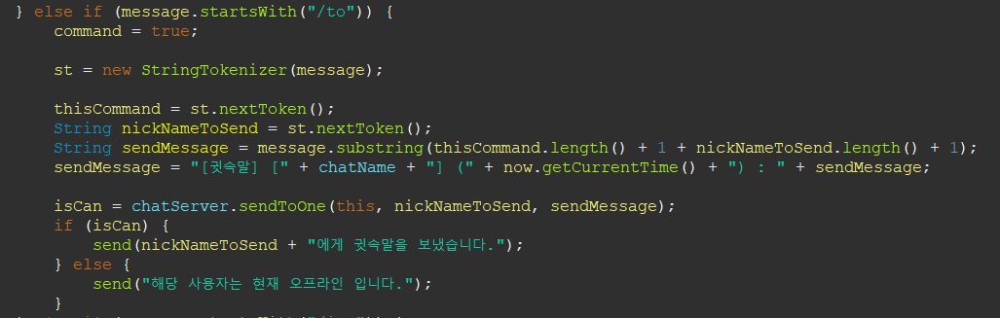 } else if (message.startsWith("/to")) {
command = true;
st = new StringTokenizer(message);
thisCommand = st.nextToken();
String nickNameToSend = st.nextToken();
String sendMessage = message.substring(thisCommand.length() + 1 + nickNameToSend.length() + 1);
sendMessage = "[귓속말] [" + chatName + "] (" + now.getCurrentTime() + ") : " + sendMessage;
isCan = chatServer.sendToOne(this, nickNameToSend, sendMessage);
if (isCan) {
send(nickNameToSend + "에게 귓속말을 보냈습니다.");
} else {
send("해당 사용자는 현재 오프라인 입니다.");
}